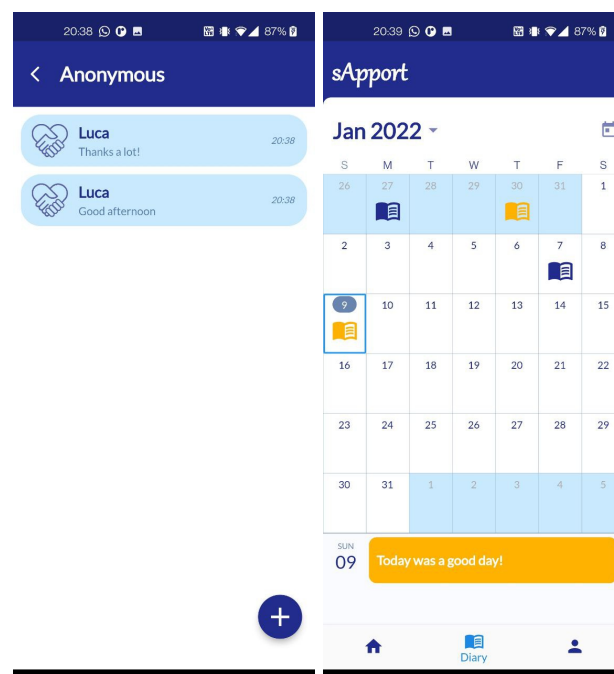 20:38
87%
Anonymous
Luca
Thanks a lot!
20:38
Luca
Good afternoon
20:38
20:39
87%
sApport
Jan 2022
S M T W T F S
26 27 28 29 30 31 1
2 3 4 5 6 7 8
9 10 11 12 13 14 15
16 17 18 19 20 21 22
23 24 25 26 27 28 29
30 31 1 2 3 4 5
SUN
09
Today was a good day!
Diary